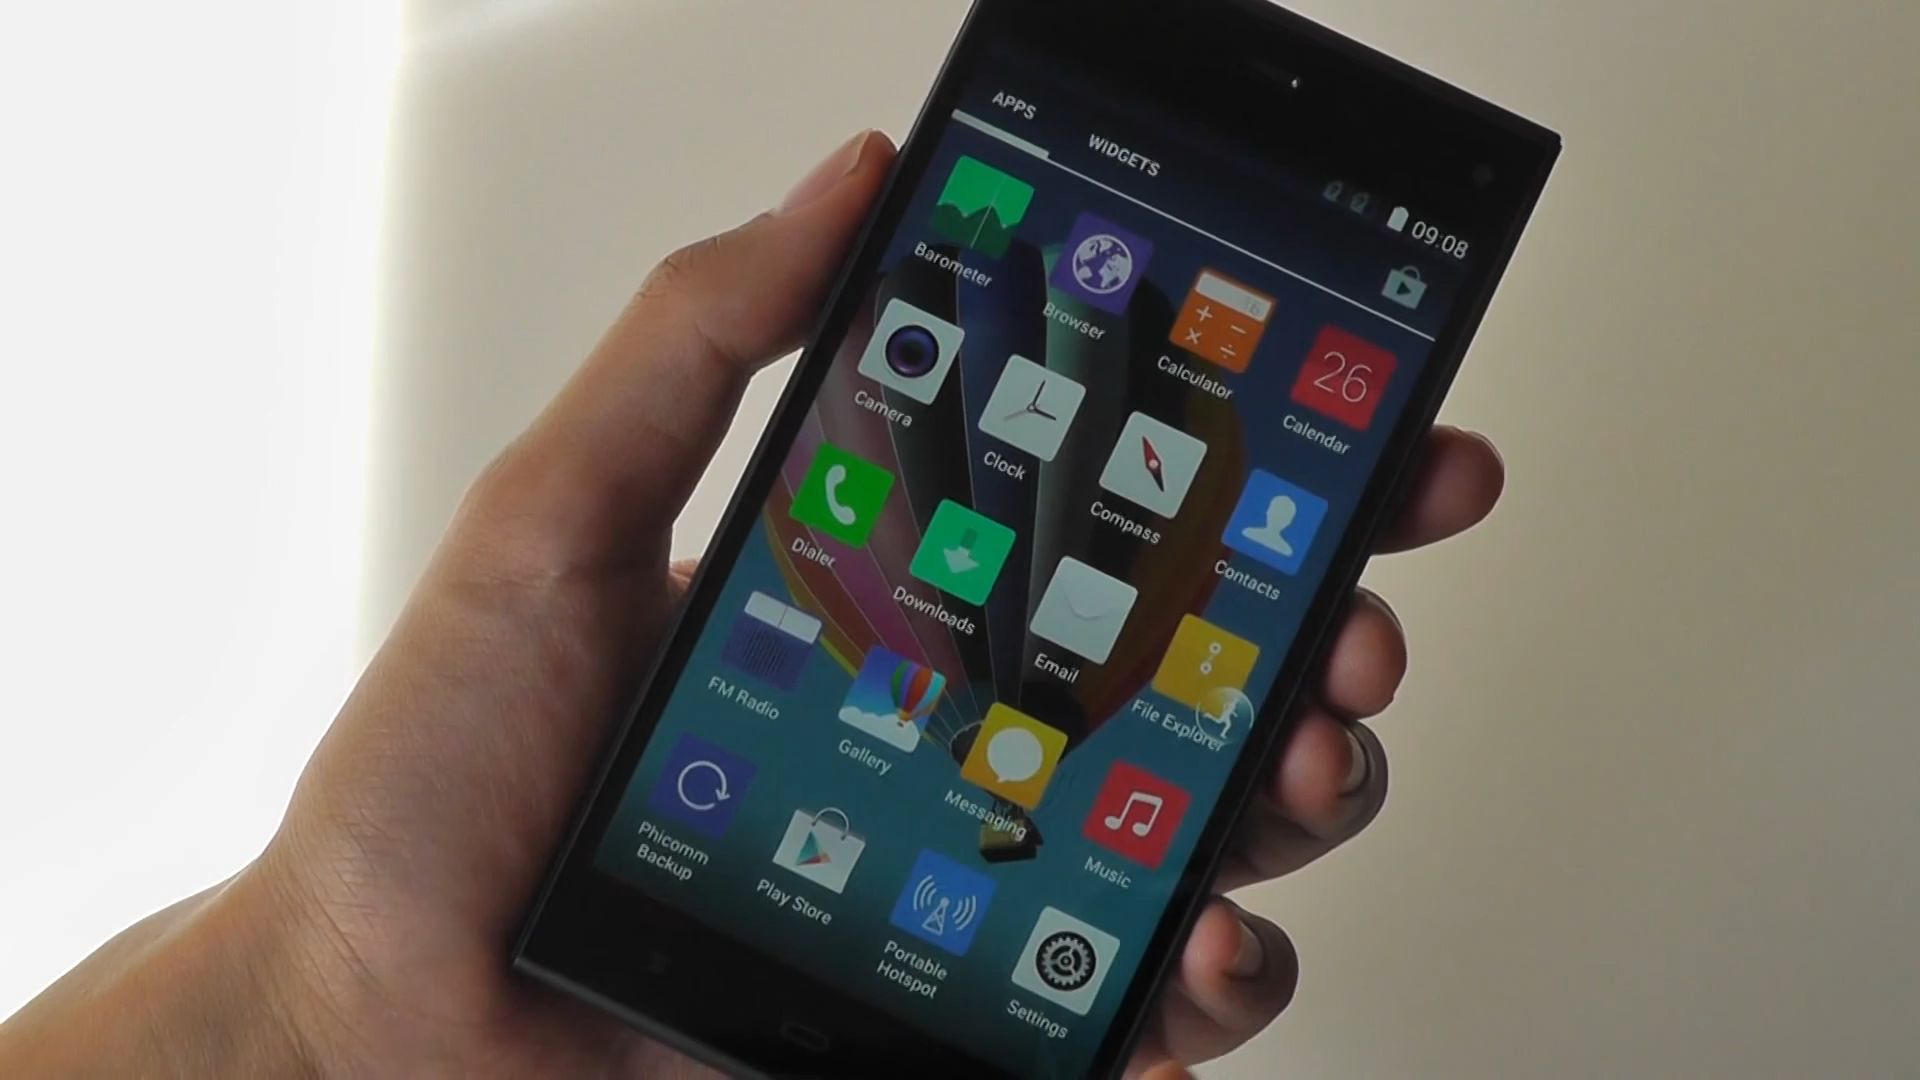 APPS
WIDGETS
09:08
Barometer
Browser
16
Calculator
26
Calendar
Camera
Clock
Compass
Contacts
Dialer
Downloads
Email
File Explorer
FM Radio
Gallery
Messaging
Music
Phicomm
Backup
Play Store
Portable
Hotspot
Settings